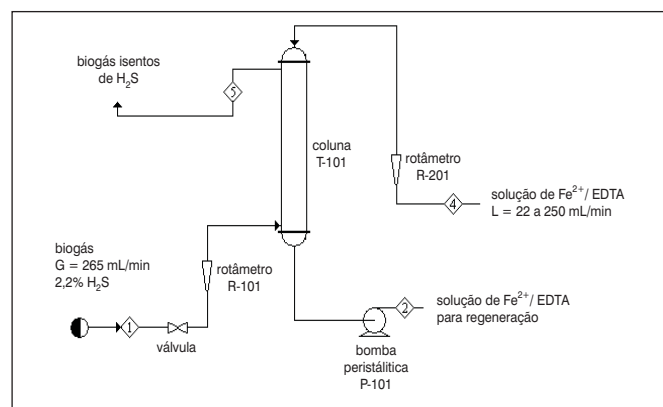 biogás isentos
de H₂S
5
coluna
T-101
rotâmetro
R-201
4
solução de Fe²⁺/ EDTA
L = 22 a 250 mL/min
biogás
G = 265 mL/min
2,2% H₂S
rotâmetro
R-101
1
válvula
2
solução de Fe²⁺/ EDTA
para regeneração
bomba
peristálitica
P-101